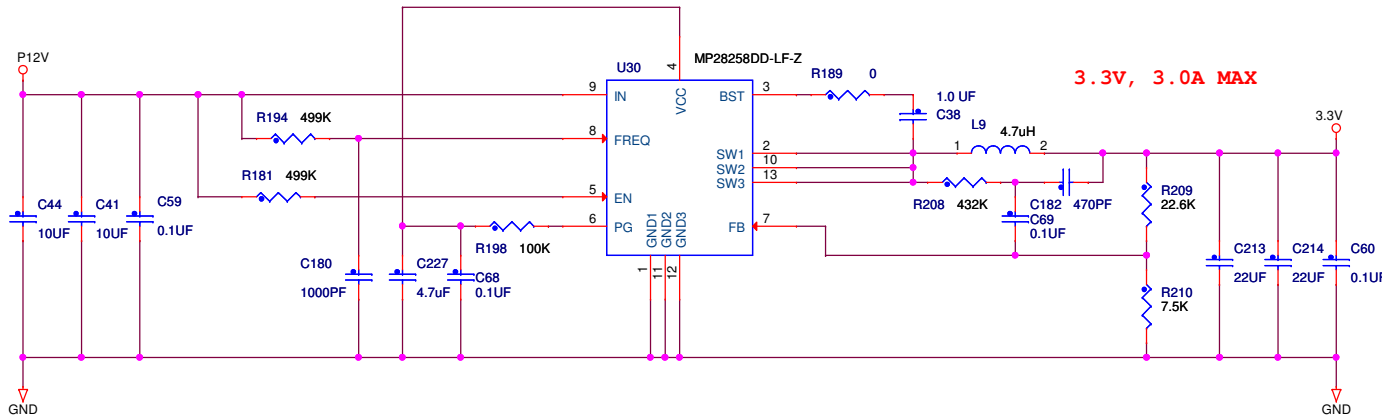 P12V
U30
MP28258DD-LF-Z
3.3V, 3.0A MAX
3.3V
9
IN
4
VCC
3
BST
R189 0
1.0 UF
C38
R194 499K
8
FREQ
L9
4.7uH
2
SW1
1
2
10
SW2
13
SW3
R181 499K
5
EN
R208 432K
C182
470PF
R209
22.6K
C44
10UF
C41
10UF
C59
0.1UF
6
PG
GND1
GND2
GND3
7
FB
C69
0.1UF
R198
100K
C213
22UF
C214
22UF
C60
0.1UF
C180
1000PF
C227
4.7uF
C68
0.1UF
1
11
12
R210
7.5K
GND
GND